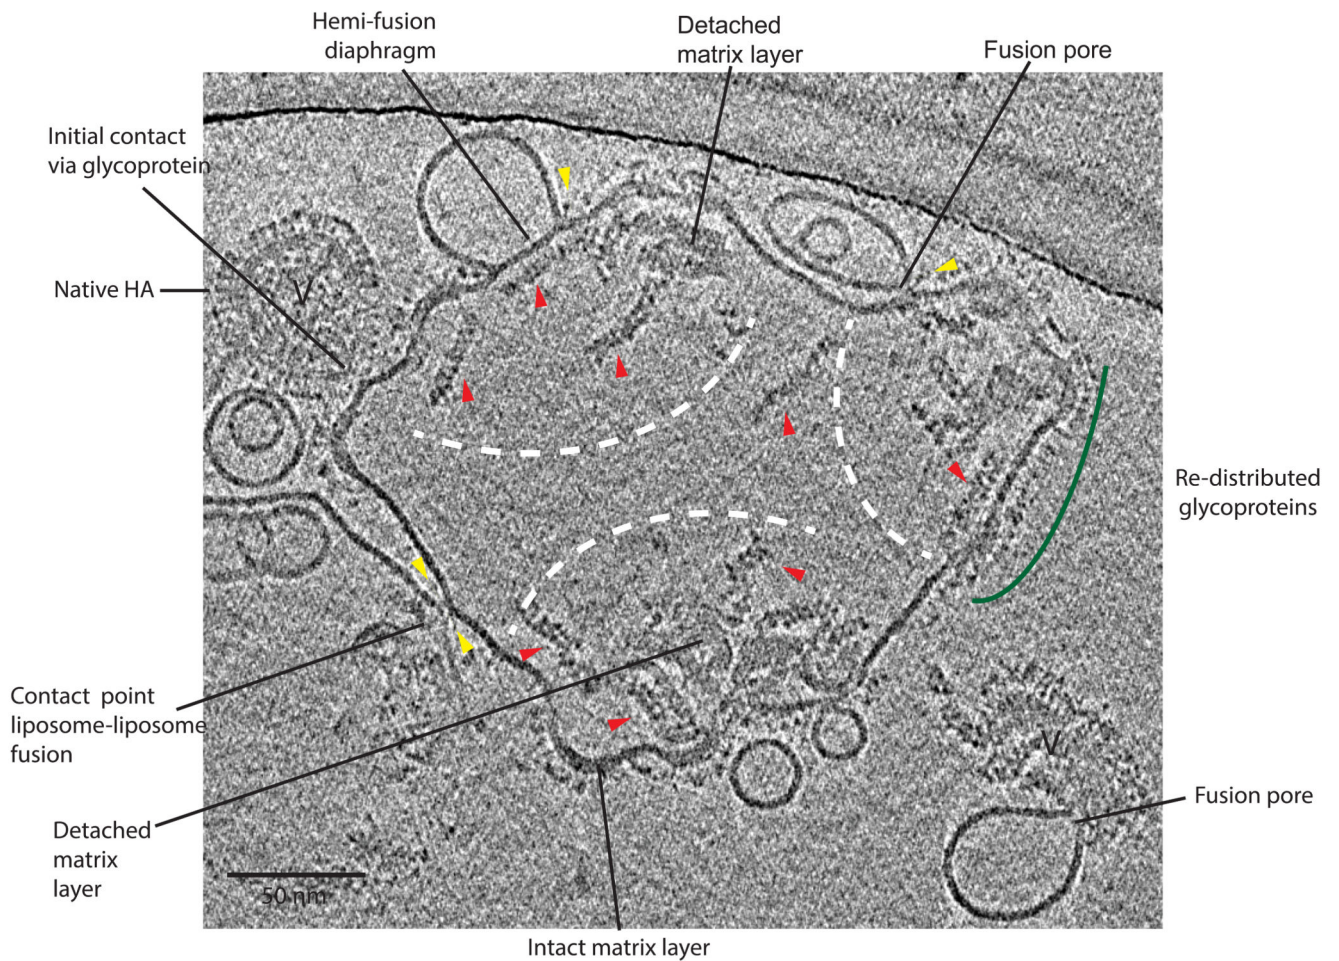 Hemi-fusion
diaphragm
Detached
matrix layer
Fusion pore
Initial contact
via glycoprotein
Native HA
V
Re-distributed
glycoproteins
Contact point
liposome-liposome
fusion
V
Fusion pore
Detached
matrix
layer
50 nm
Intact matrix layer